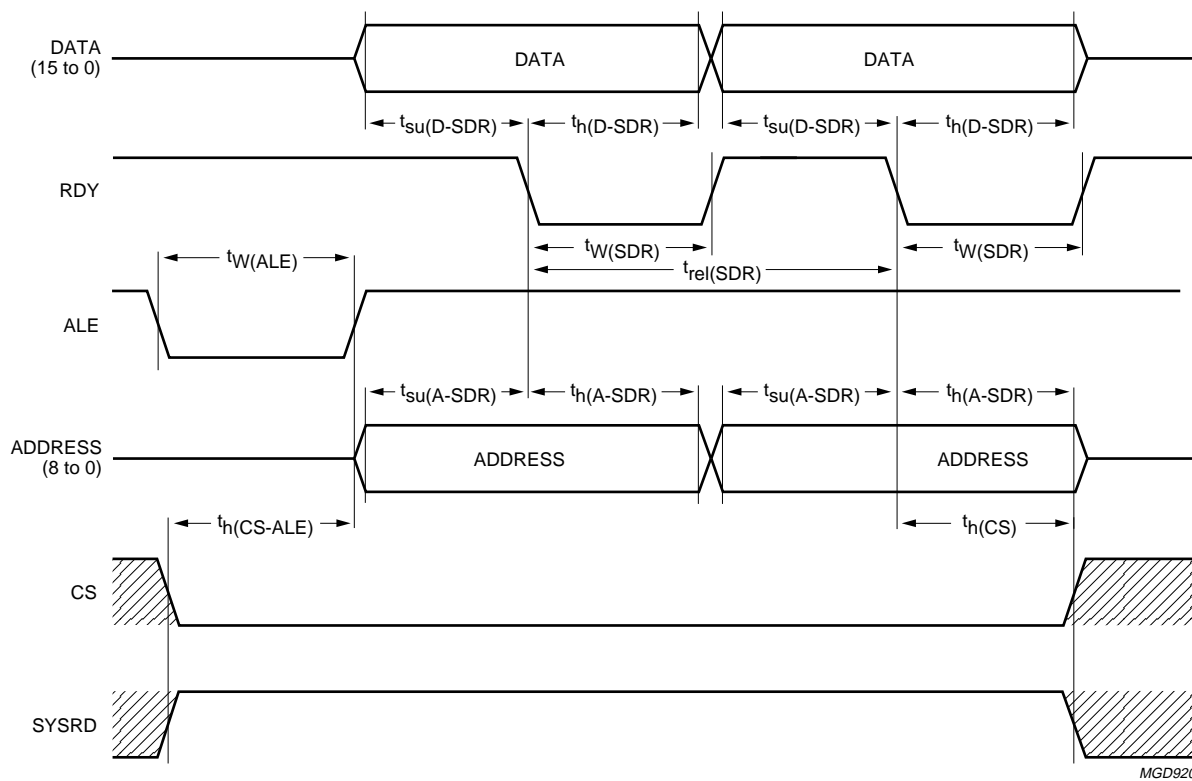 DATA
(15 to 0)
DATA
DATA
tsu(D-SDR)
th(D-SDR)
tsu(D-SDR)
th(D-SDR)
RDY
tW(SDR)
tW(SDR)
trel(SDR)
tW(ALE)
ALE
tsu(A-SDR)
th(A-SDR)
tsu(A-SDR)
th(A-SDR)
ADDRESS
(8 to 0)
ADDRESS
ADDRESS
th(CS-ALE)
th(CS)
CS
SYSRD
MGD920